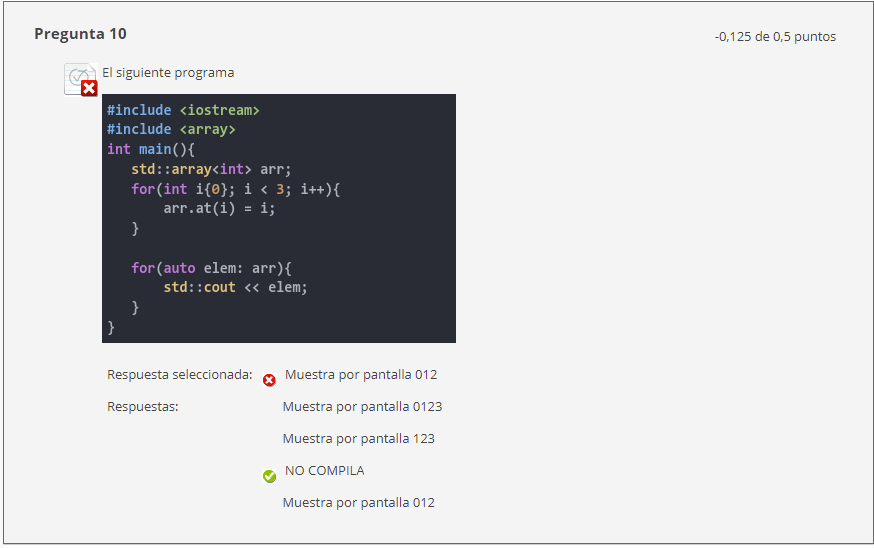 Pregunta 10
-0,125 de 0,5 puntos
El siguiente programa
#include <iostream>
#include <array>
int main(){
   std::array<int> arr;
   for(int i{0}; i < 3; i++){
       arr.at(i) = i;
   }

   for(auto elem: arr){
       std::cout << elem;
   }
}
Respuesta seleccionada: Muestra por pantalla 012
Respuestas: Muestra por pantalla 0123
Muestra por pantalla 123
NO COMPILA
Muestra por pantalla 012